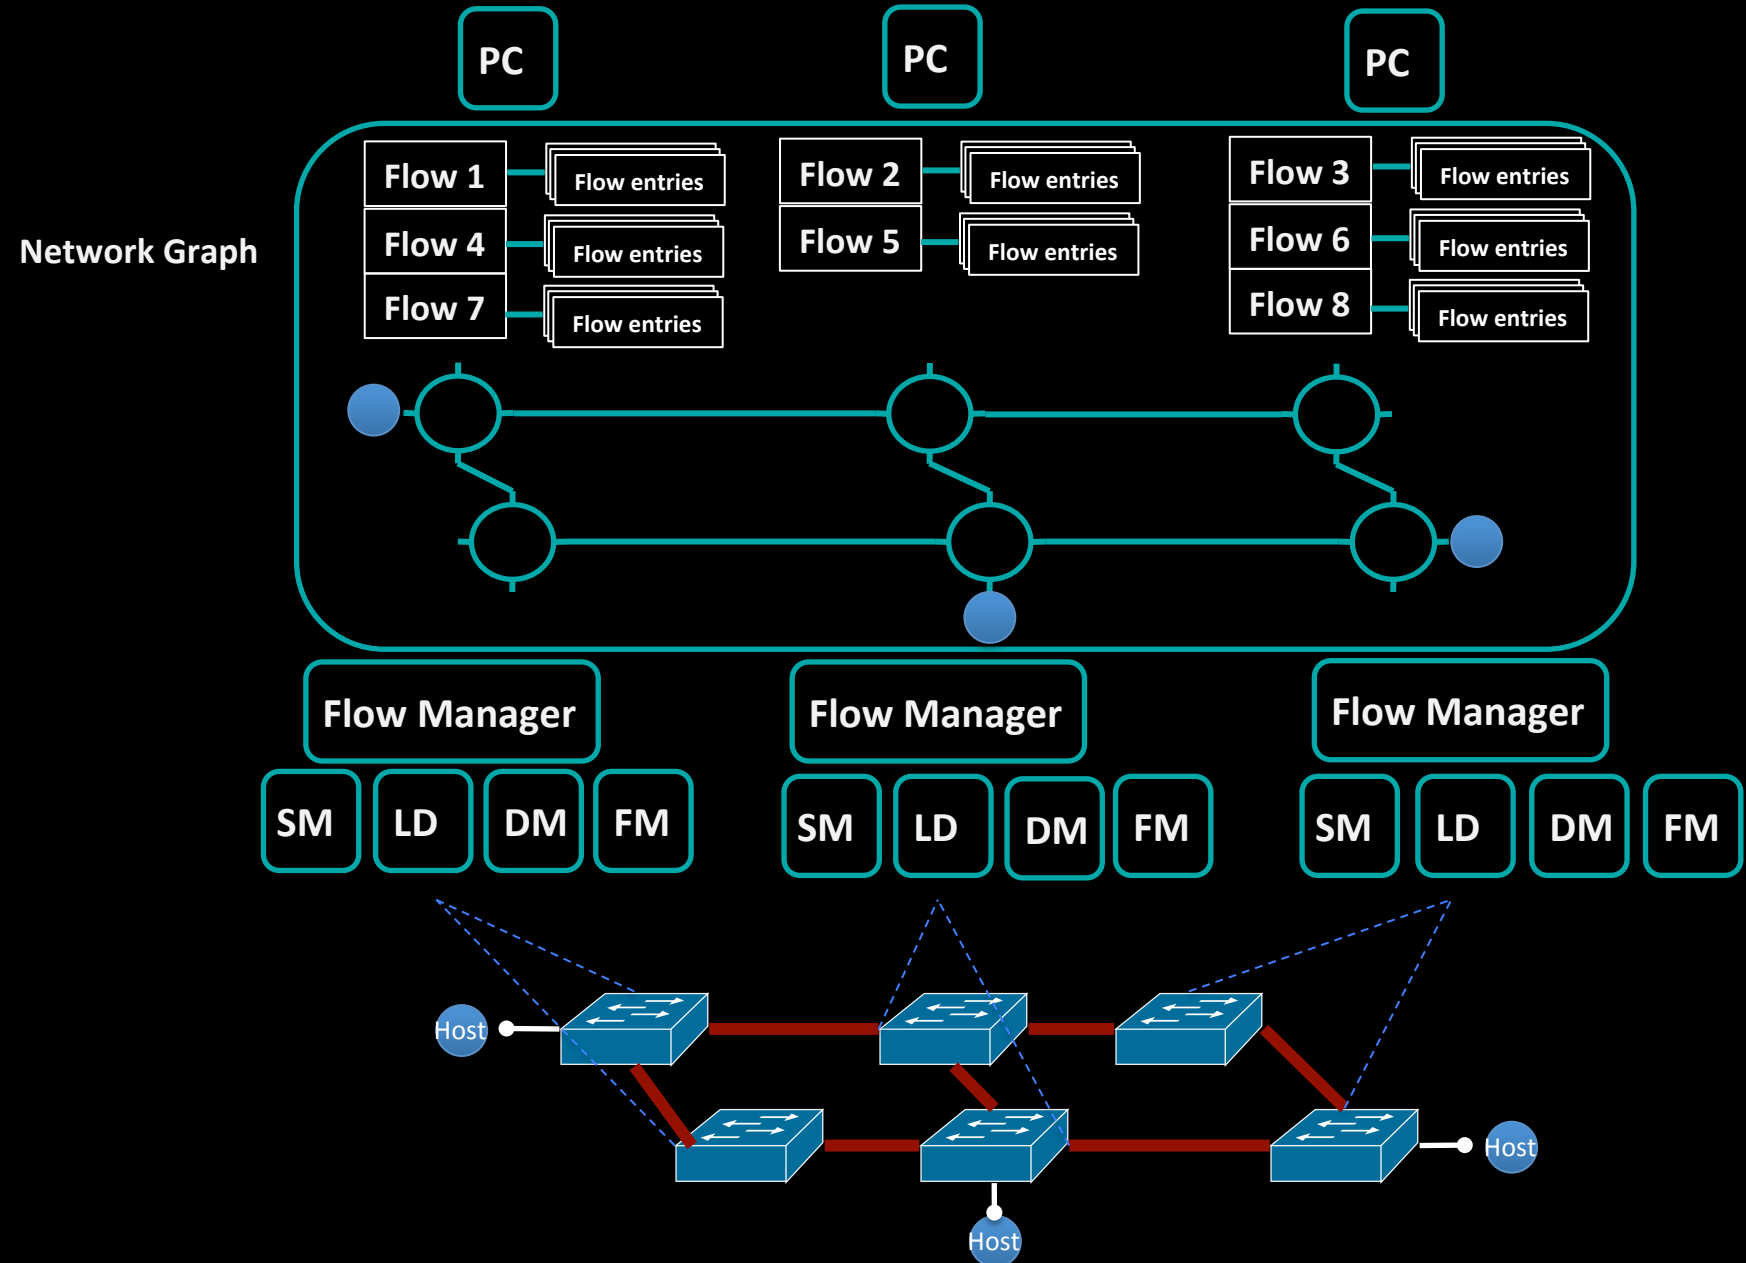 PC
PC
PC
Flow 1
Flow entries
Flow 2
Flow entries
Flow 3
Flow entries
Network Graph
Flow 4
Flow entries
Flow 5
Flow entries
Flow 6
Flow entries
Flow 7
Flow entries
Flow 8
Flow entries
Flow Manager
Flow Manager
Flow Manager
SM
LD
DM
FM
SM
LD
DM
FM
SM
LD
DM
FM
Host
Host
Host